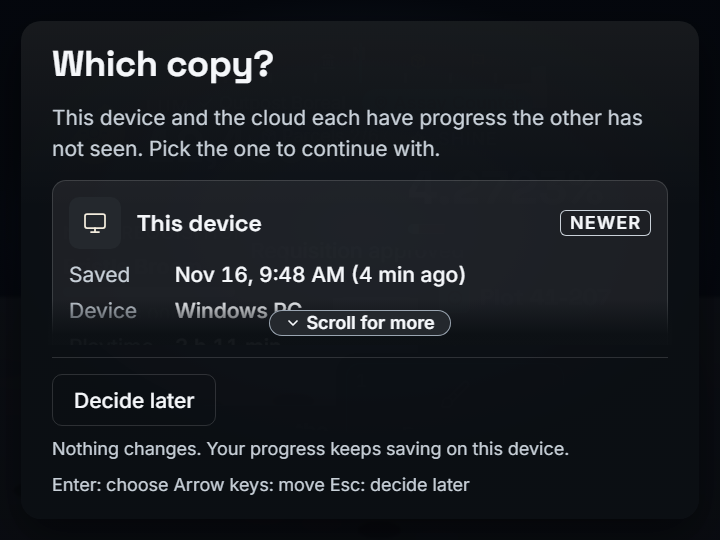 Which copy?
This device and the cloud each have progress the other has
not seen. Pick the one to continue with.
This device
NEWER
Saved Nov 16, 9:48 AM (4 min ago)
Device Windows PC
Scroll for more
Decide later
Nothing changes. Your progress keeps saving on this device.
Enter: choose Arrow keys: move Esc: decide later